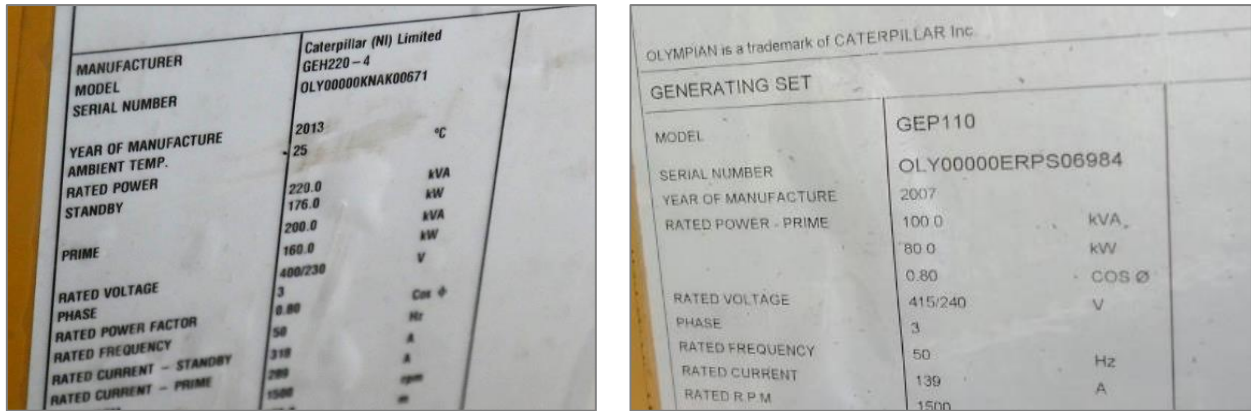 MANUFACTURER Caterpillar (NI) Limited
MODEL GEH220-4
SERIAL NUMBER OLY00000KNAK00671
YEAR OF MANUFACTURE 2013
AMBIENT TEMP. 25 °C
RATED POWER
STANDBY 220.0 kVA
176.0 kW
PRIME 200.0 kVA
160.0 kW
RATED VOLTAGE 400/230 V
PHASE 3
RATED POWER FACTOR 0.80 Cos ϕ
RATED FREQUENCY 50 Hz
RATED CURRENT - STANDBY 318 A
RATED CURRENT - PRIME 289 A
1500 rpm
OLYMPIAN is a trademark of CATERPILLAR Inc
GENERATING SET
MODEL GEP110
SERIAL NUMBER OLY00000ERPS06984
YEAR OF MANUFACTURE 2007
RATED POWER - PRIME 100.0 kVA
80.0 kW
0.80 COS Ø
RATED VOLTAGE 415/240 V
PHASE 3
RATED FREQUENCY 50 Hz
RATED CURRENT 139 A
RATED R.P.M 1500